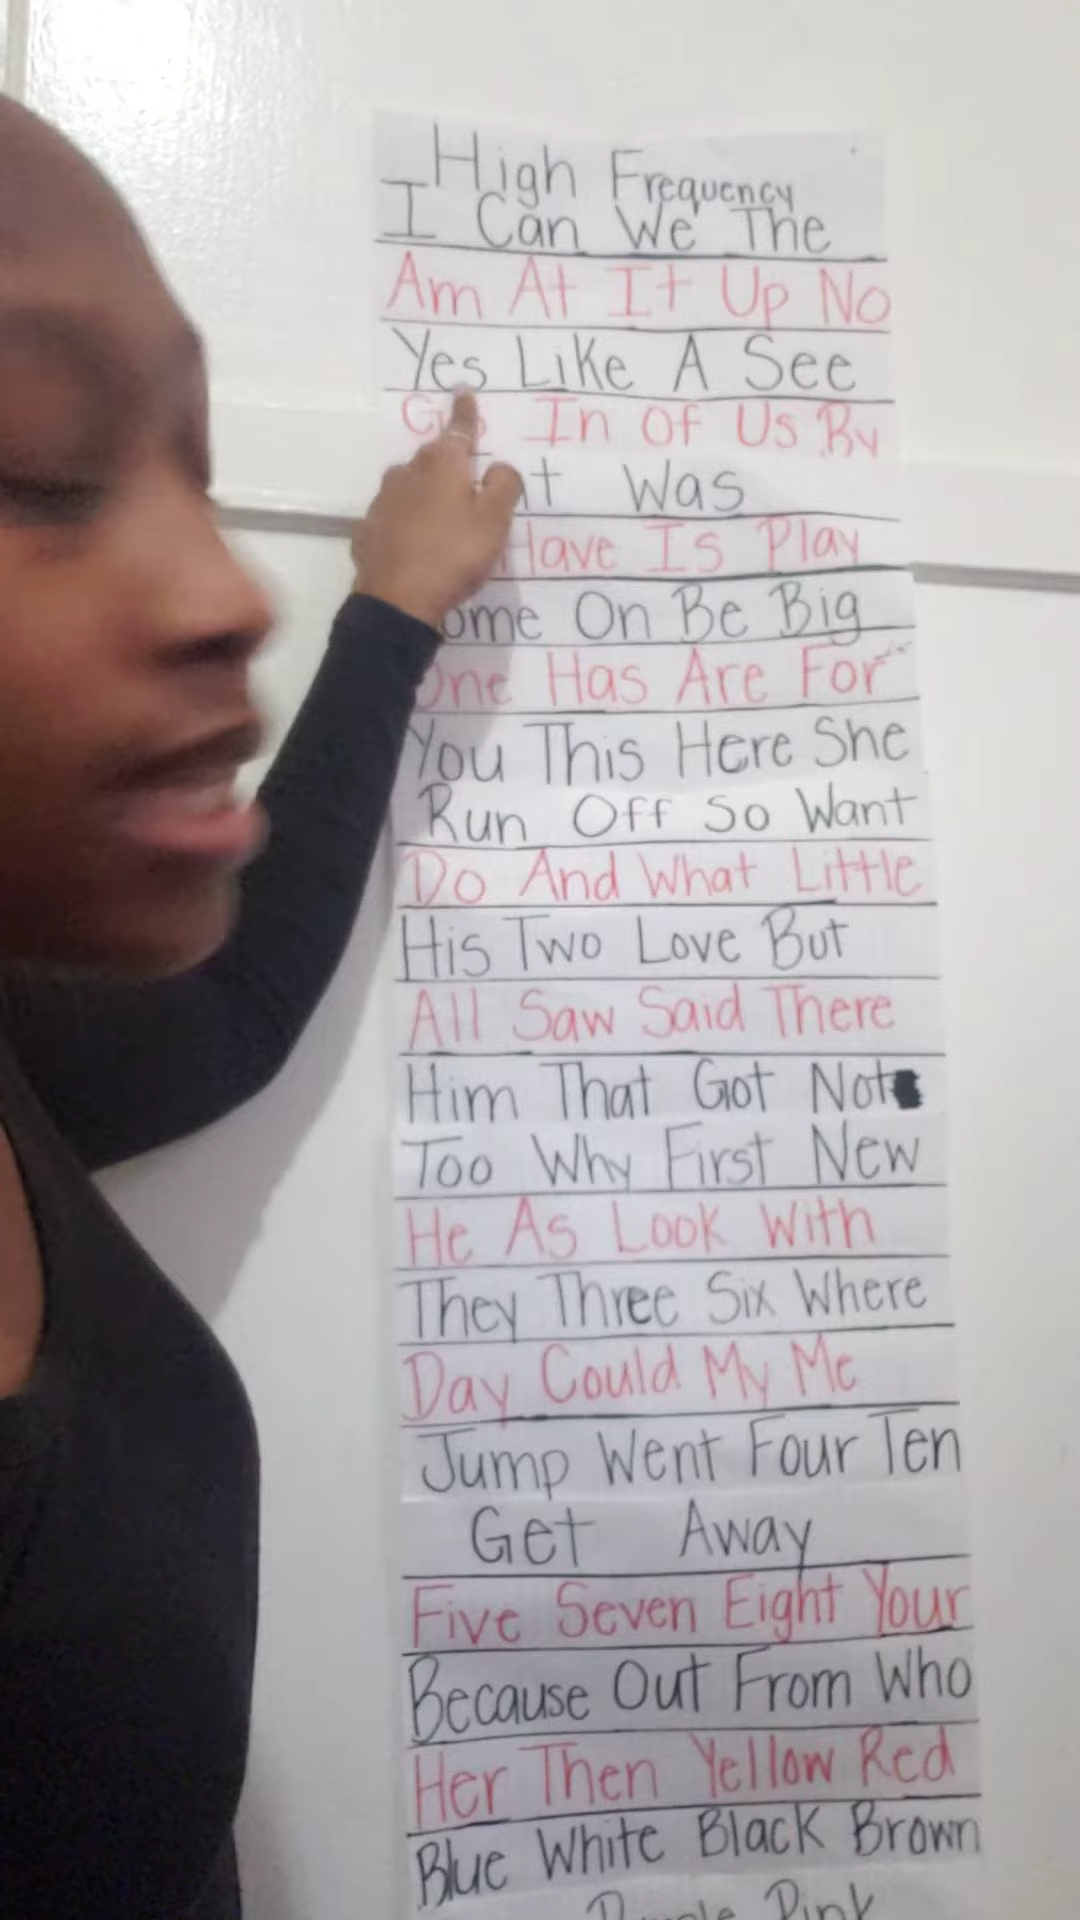 High Frequency
I Can We The
Am At It Up No
Yes Like A See
In Of Us By
Was
Have Is Play
On Be Big
One Has Are For
You This Here She
Run Off So Want
Do And What Little
His Two Love But
All Saw Said There
Him That Got Not
Too Why First New
He As Look With
They Three Six Where
Day Could My Me
Jump Went Four Ten
Get Away
Five Seven Eight Your
Because Out From Who
Her Then Yellow Red
Blue White Black Brown
Pink